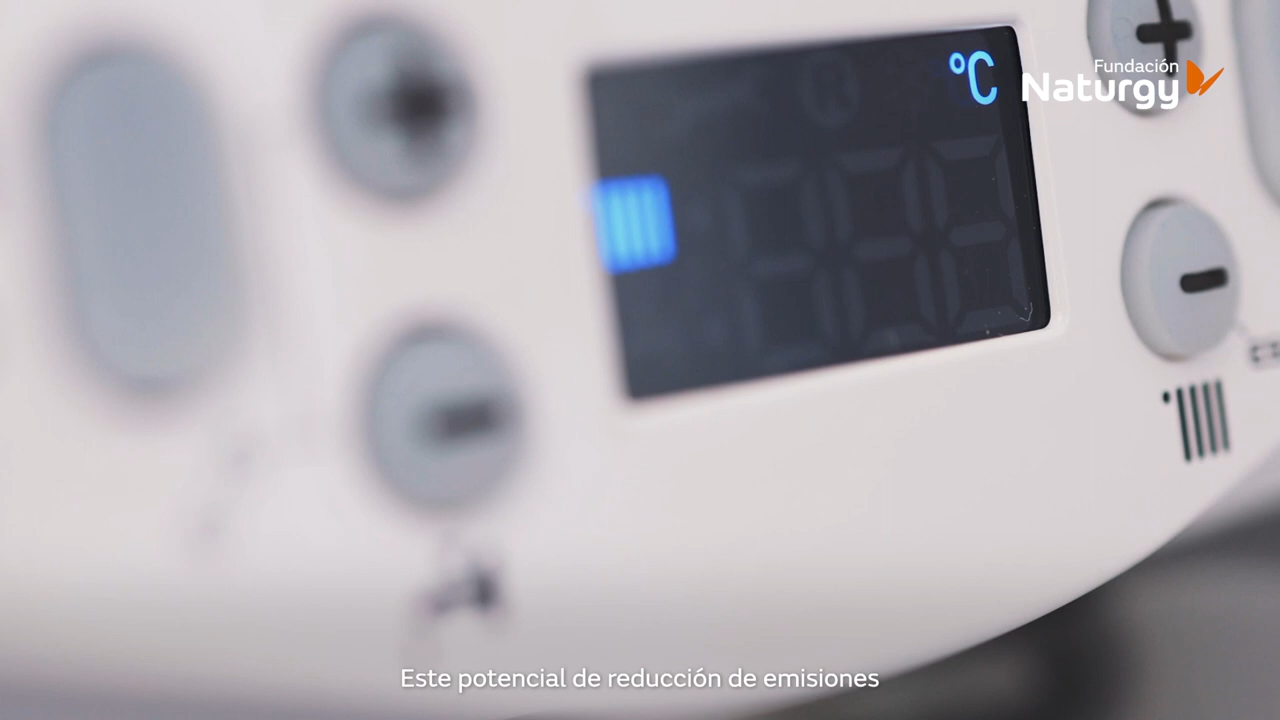 °C
Fundación
Naturgy
Este potencial de reducción de emisiones